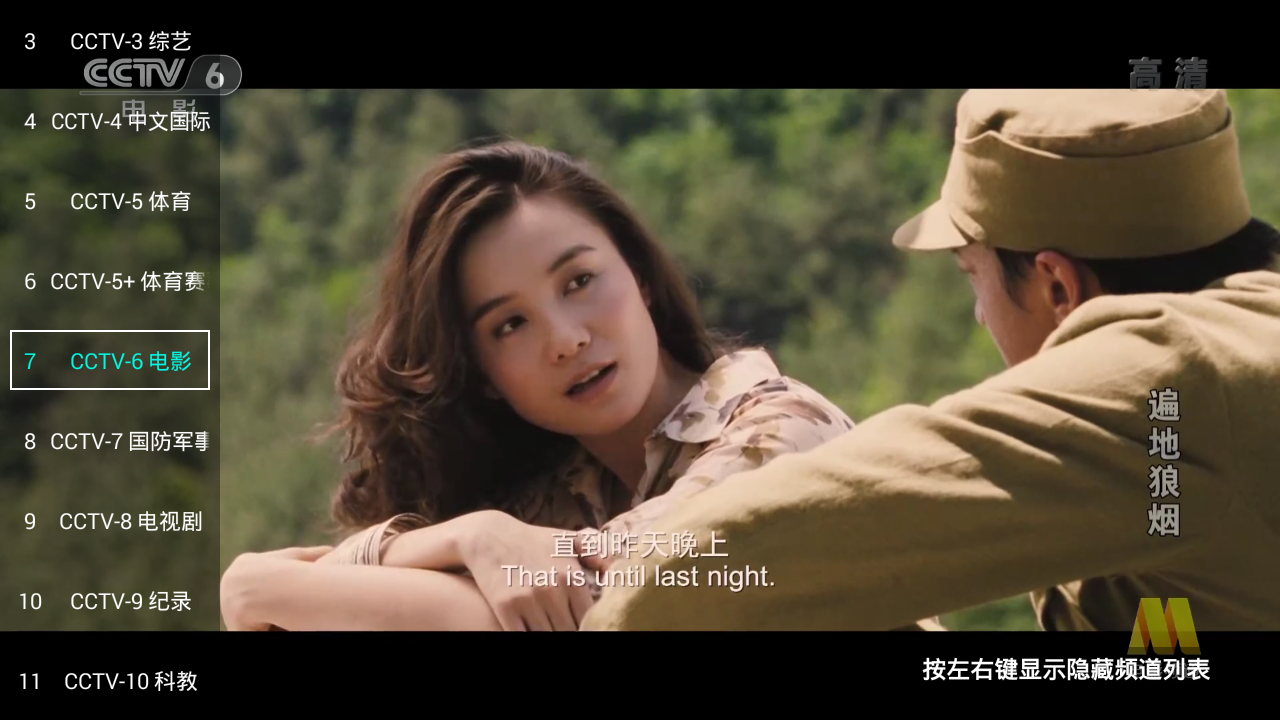 3 CCTV-3 综艺
CCTV 6
电影
高清
4 CCTV-4 中文国际
5 CCTV-5 体育
6 CCTV-5+ 体育赛
7 CCTV-6 电影
8 CCTV-7 国防军事
9 CCTV-8 电视剧
10 CCTV-9 纪录
11 CCTV-10 科教
遍地狼烟
直到昨天晚上
That is until last night.
按左右键显示隐藏频道列表